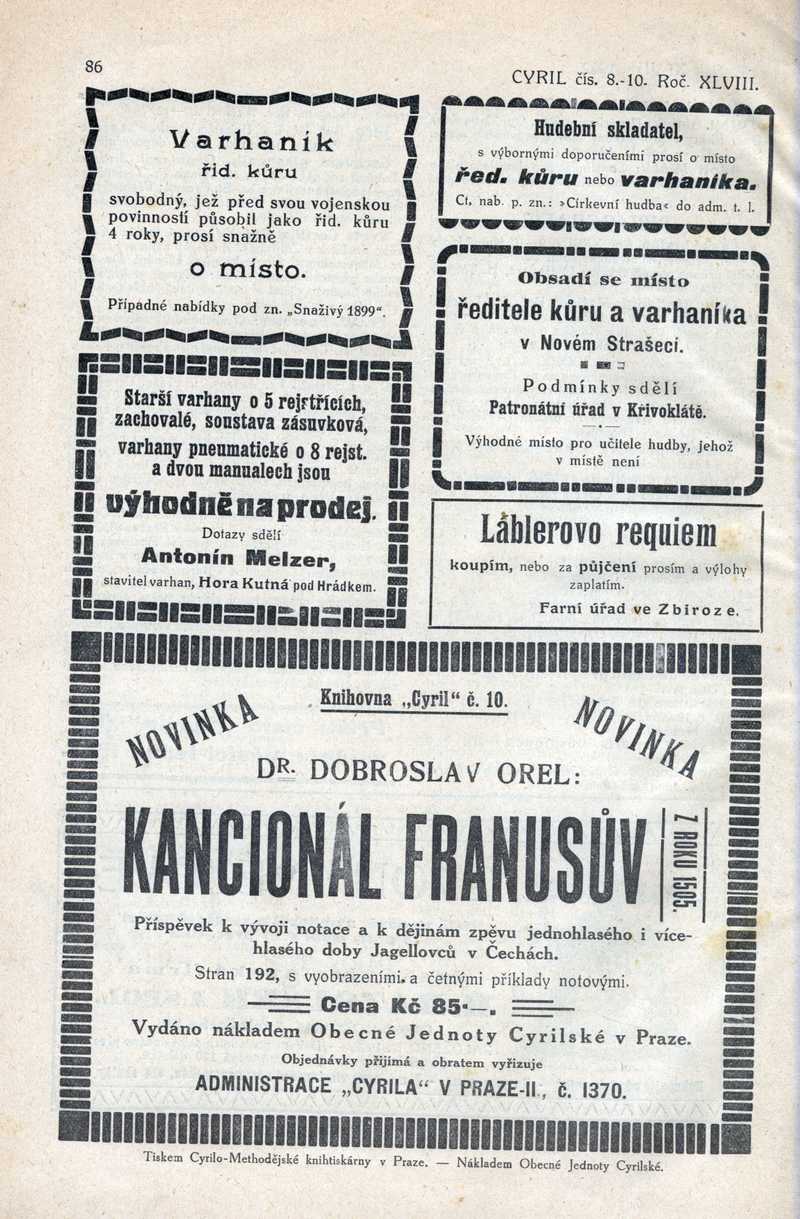 86
CYRIL čís. 8.-10. Roč. XLVIII.
Varhaník
řid. kůru
svobodný, jež před svou vojenskou
povinností působil jako řid. kůru
4 roky, prosí snažně
o místo.
Případné nabídky pod zn. „Snaživý 1899".
Hudební skladatel,
s výbornými doporučeními prosí o místo
řed. kůru nebo varhaníka.
Ct. nab. p. zn.: »Církevní hudba« do adm. t. l.
Obsadí se místo
ředitele kůru a varhaníka
v Novém Strašecí.
Podmínky sdělí
Patronátní úřad v Křivoklátě.
Výhodné místo pro učitele hudby, jehož
v místě není
Starší varhany o 5 rejstřících,
zachovalé, soustava zásuvková,
varhany pneumatické o 8 rejst.
a dvou manualech jsou
výhodně na prodej.
Dotazy sdělí
Antonín Melzer,
stavitel varhan, Hora Kutná pod Hrádkem.
Láblerovo requiem
koupím, nebo za půjčení prosím a výlohy
zaplatím.
Farní úřad ve Zbiroze.
NOVINKA
Knihovna „Cyril" č. 10.
NOVINKA
DR. DOBROSLAV OREL:
KANCIONÁL FRANUSŮV
Z ROKU 1505.
Příspěvek k vývoji notace a k dějinám zpěvu jednohlasého i více-
hlasého doby Jagellovců v Čechách.
Stran 192, s vyobrazeními. a četnými příklady notovými.
Cena Kč 85·—.
Vydáno nákladem Obecné Jednoty Cyrilské v Praze.
Objednávky přijímá a obratem vyřizuje
ADMINISTRACE „CYRILA" V PRAZE-II., č. 1370.
Tiskem Cyrilo-Methodějské knihtiskárny v Praze. — Nákladem Obecné Jednoty Cyrilské.